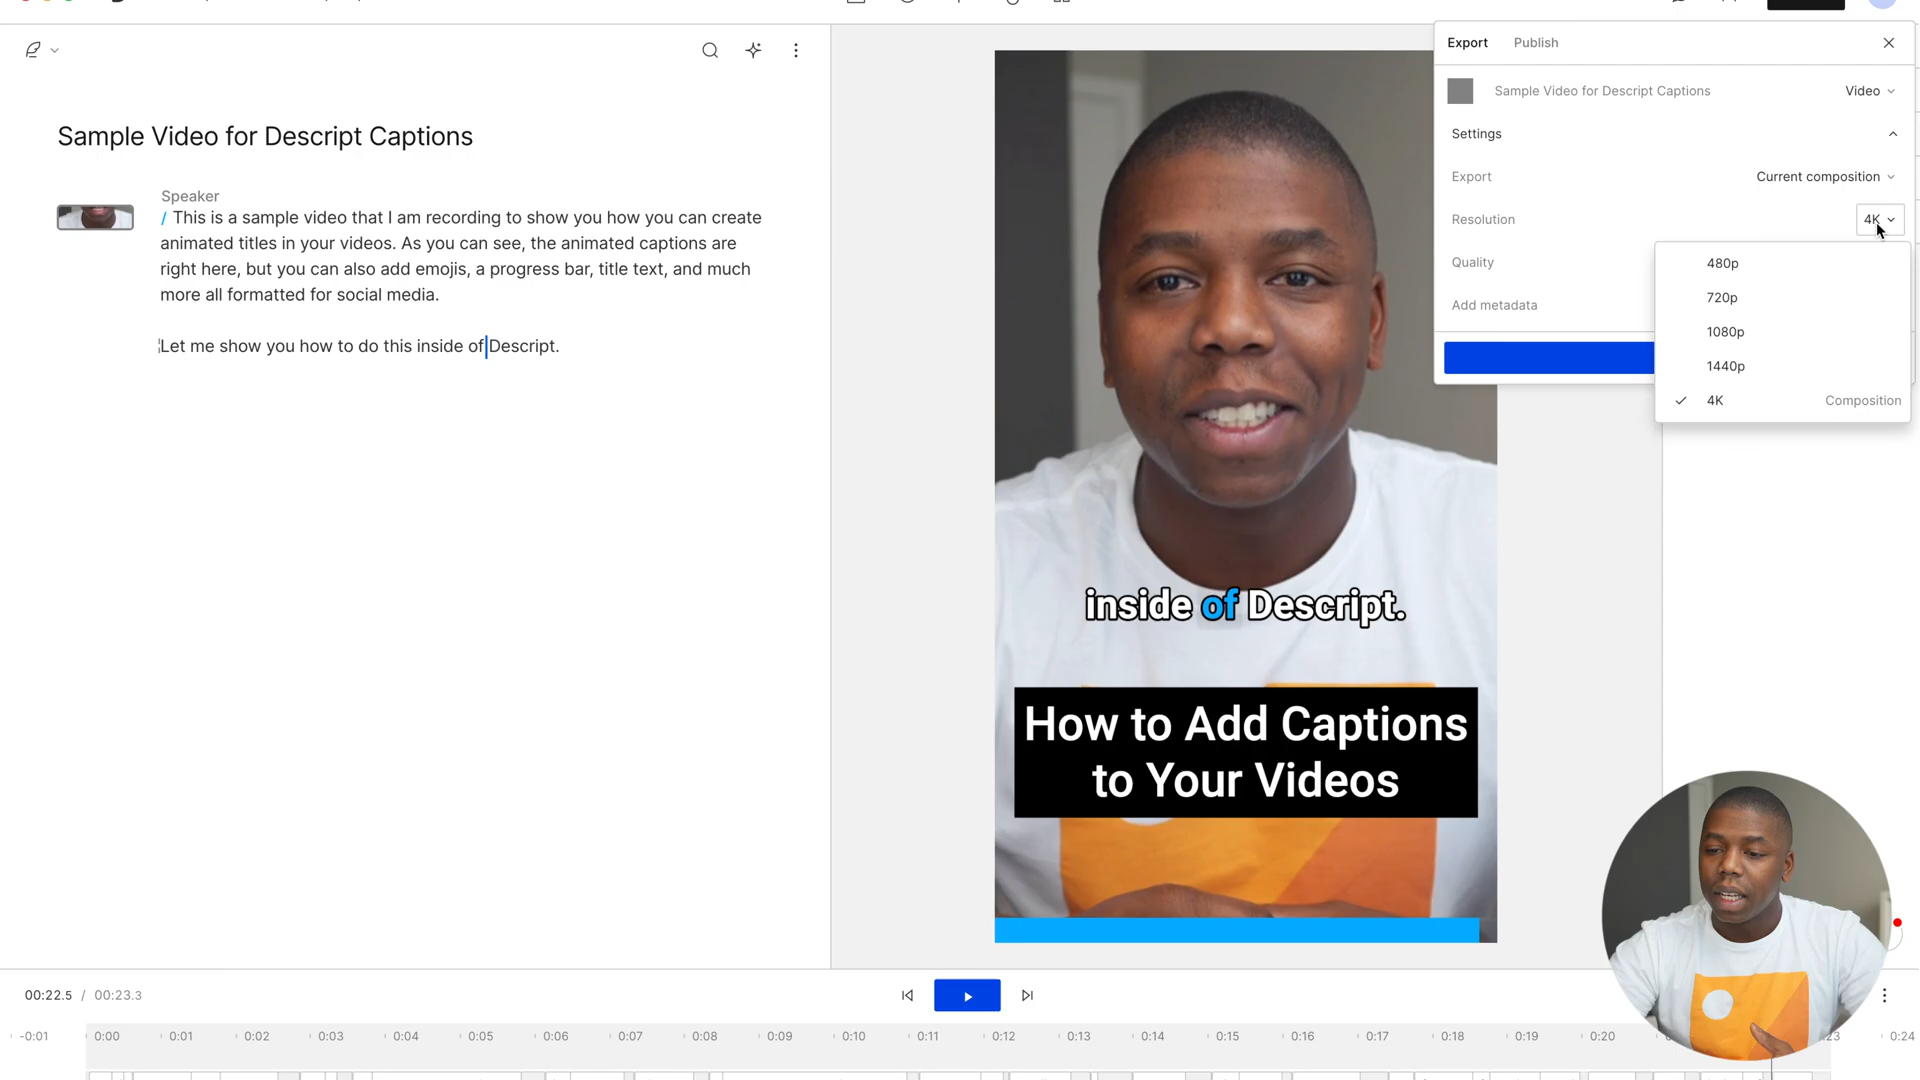 Export Publish
Sample Video for Descript Captions Video
Settings
Export Current composition
Resolution 4K
Quality
Add metadata
480p
720p
1080p
1440p
4K Composition
Sample Video for Descript Captions
Speaker
/ This is a sample video that I am recording to show you how you can create
animated titles in your videos. As you can see, the animated captions are
right here, but you can also add emojis, a progress bar, title text, and much
more all formatted for social media.
Let me show you how to do this inside of Descript.
inside of Descript.
How to Add Captions
to Your Videos
00:22.5 / 00:23.3
-0:01 0:00 0:01 0:02 0:03 0:04 0:05 0:06 0:07 0:08 0:09 0:10 0:11 0:12 0:13 0:14 0:15 0:16 0:17 0:18 0:19 0:20 0:24